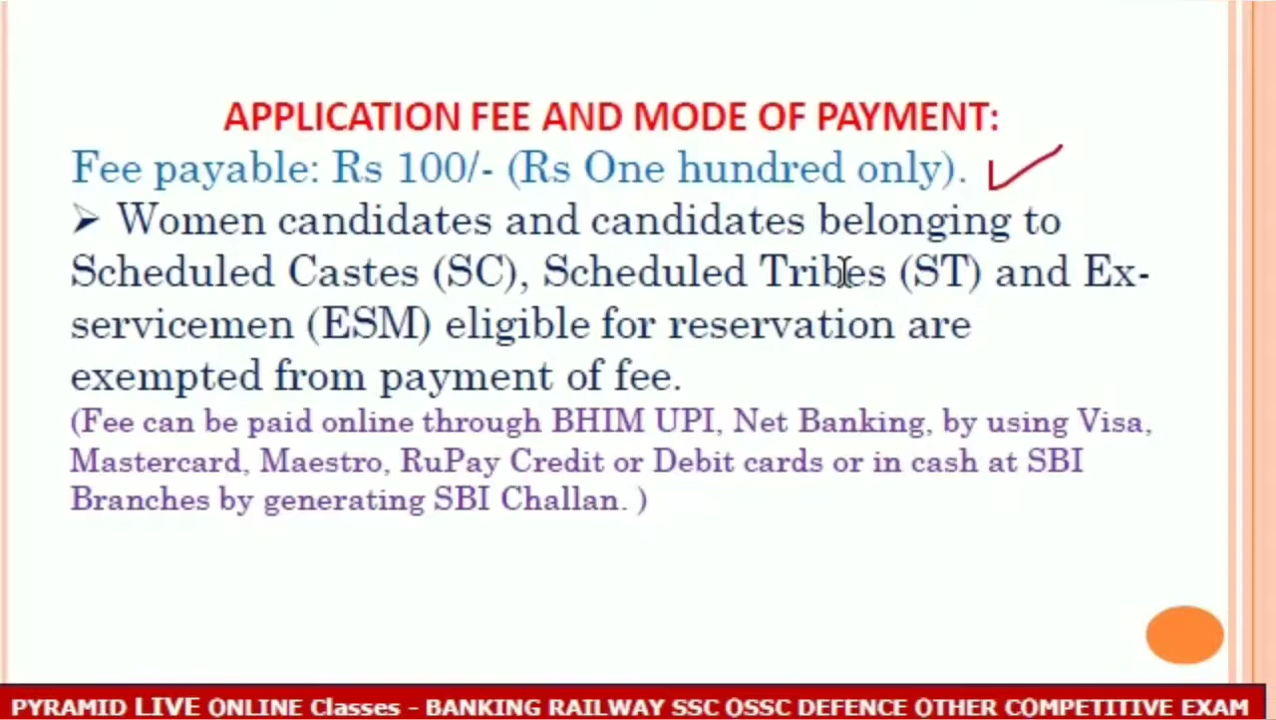 APPLICATION FEE AND MODE OF PAYMENT:
Fee payable: Rs 100/- (Rs One hundred only).
➢ Women candidates and candidates belonging to
Scheduled Castes (SC), Scheduled Tribes (ST) and Ex-
servicemen (ESM) eligible for reservation are
exempted from payment of fee.
(Fee can be paid online through BHIM UPI, Net Banking, by using Visa,
Mastercard, Maestro, RuPay Credit or Debit cards or in cash at SBI
Branches by generating SBI Challan. )
PYRAMID LIVE ONLINE Classes - BANKING RAILWAY SSC OSSC DEFENCE OTHER COMPETITIVE EXAM